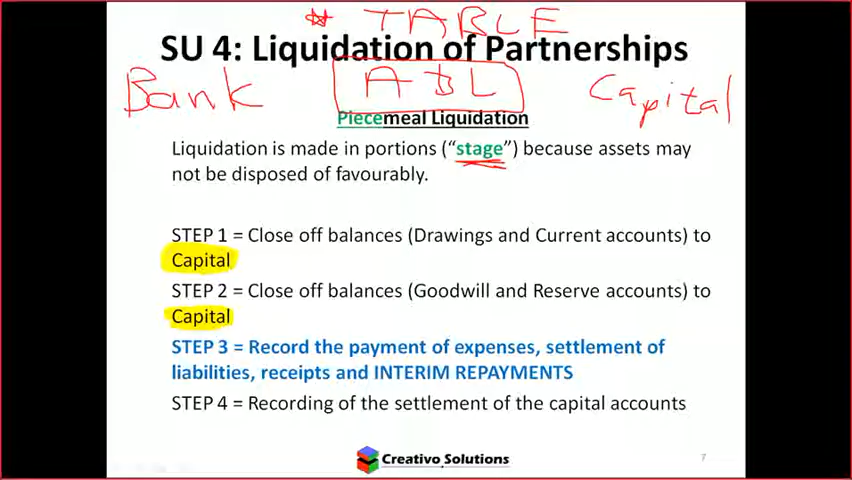 * TABLE
SU 4: Liquidation of Partnerships
Bank ABL Capital
Piecemeal Liquidation
Liquidation is made in portions (“stage”) because assets may
not be disposed of favourably.
STEP 1 = Close off balances (Drawings and Current accounts) to
Capital
STEP 2 = Close off balances (Goodwill and Reserve accounts) to
Capital
STEP 3 = Record the payment of expenses, settlement of
liabilities, receipts and INTERIM REPAYMENTS
STEP 4 = Recording of the settlement of the capital accounts
Creativo Solutions
7